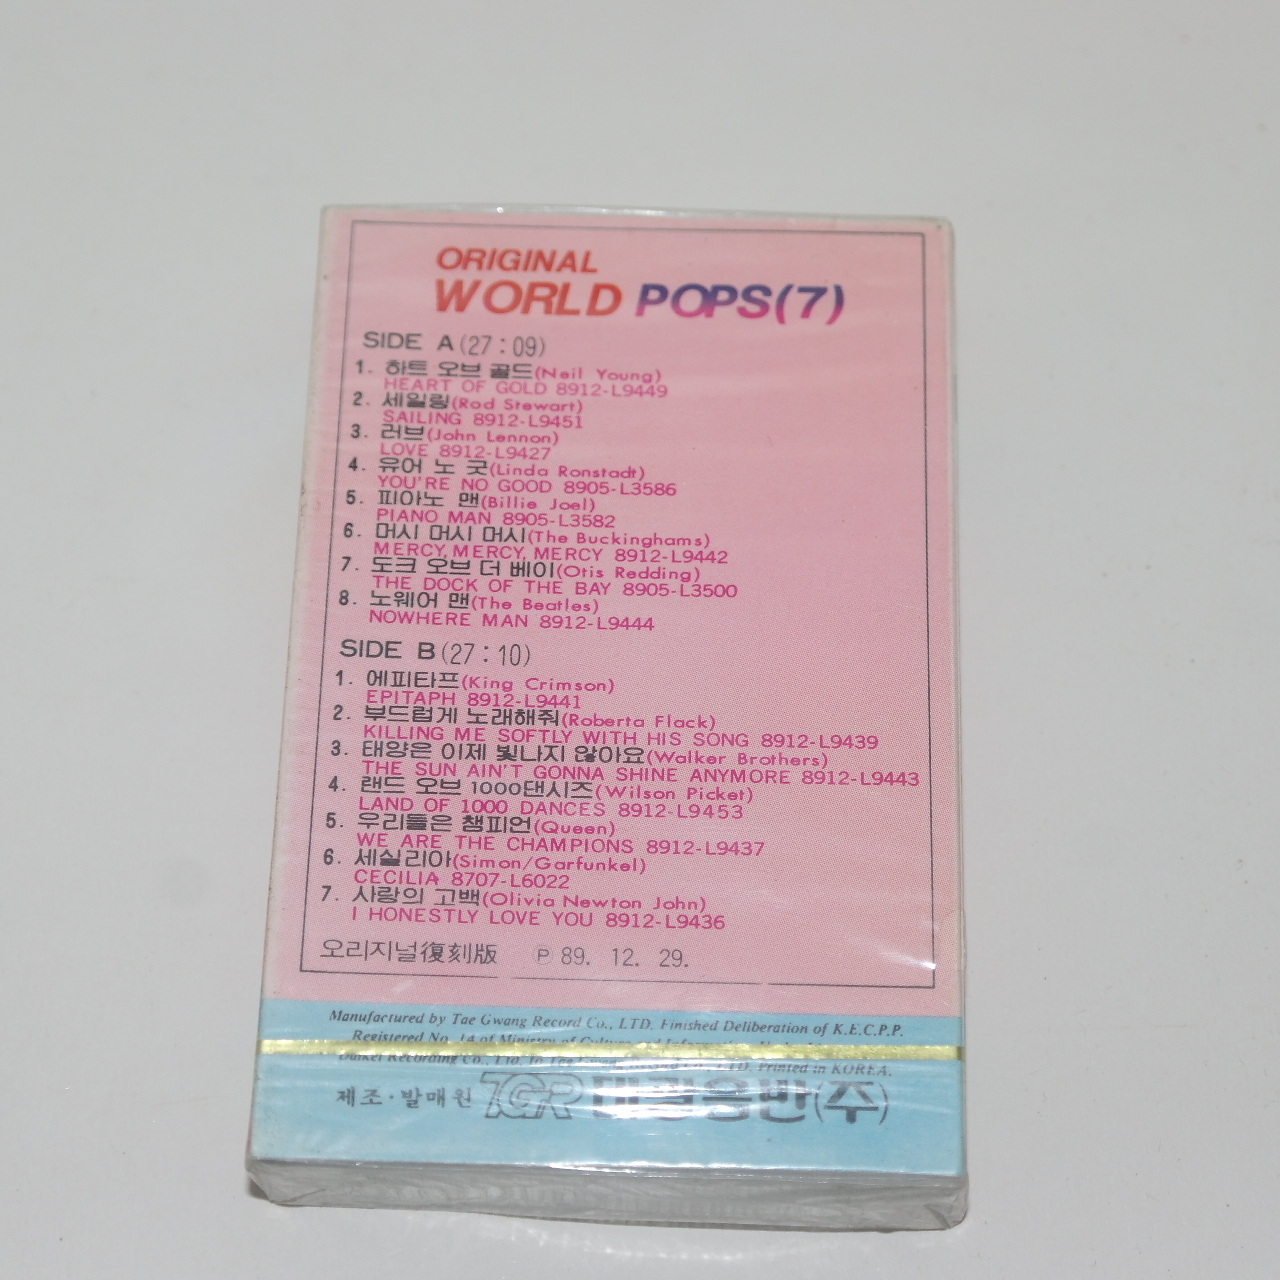 ORIGINAL
WORLD POPS(7)
SIDE A(27:09)
1. 하트 오브 골드(Neil Young)
HEART OF GOLD 8912-L9449
2. 세일링(Rod Stewart)
SAILING 8912-L9451
3. 러브(John Lennon)
LOVE 8912-L9427
4. 유어 노 굿(Linda Ronstadt)
YOU'RE NO GOOD 8905-L3586
5. 피아노 맨(Billie Joel)
PIANO MAN 8905-L3582
6. 머시 머시 머시(The Buckinghams)
MERCY, MERCY, MERCY 8912-L9442
7. 도크 오브 더 베이(Otis Redding)
THE DOCK OF THE BAY 8905-L3500
8. 노웨어 맨(The Beatles)
NOWHERE MAN 8912-L9444
SIDE B(27:10)
1. 에피타프(King Crimson)
EPITAPH 8912-L9441
2. 부드럽게 노래해줘(Roberta Flack)
KILLING ME SOFTLY WITH HIS SONG 8912-L9439
3. 태양은 이제 빛나지 않아요(Walker Brothers)
THE SUN AIN'T GONNA SHINE ANYMORE 8912-L9443
4. 랜드 오브 1000댄시즈(Wilson Picket)
LAND OF 1000 DANCES 8912-L9453
5. 우리들은 챔피언(Queen)
WE ARE THE CHAMPIONS 8912-L9437
6. 세실리아(Simon/Garfunkel)
CECILIA 8707-L6022
7. 사랑의 고백(Olivia Newton John)
I HONESTLY LOVE YOU 8912-L9436
오리지널復刻版 Ⓟ 89. 12. 29.
Manufactured by Tae Gwang Record Co., LTD. Finished Deliberation of K.E.C.P.P.
Registered No. 14 of Ministry of Culture and
Recording Co., Ltd. Printed in KOREA.
제조·발매원 TGR 태광음반(주)